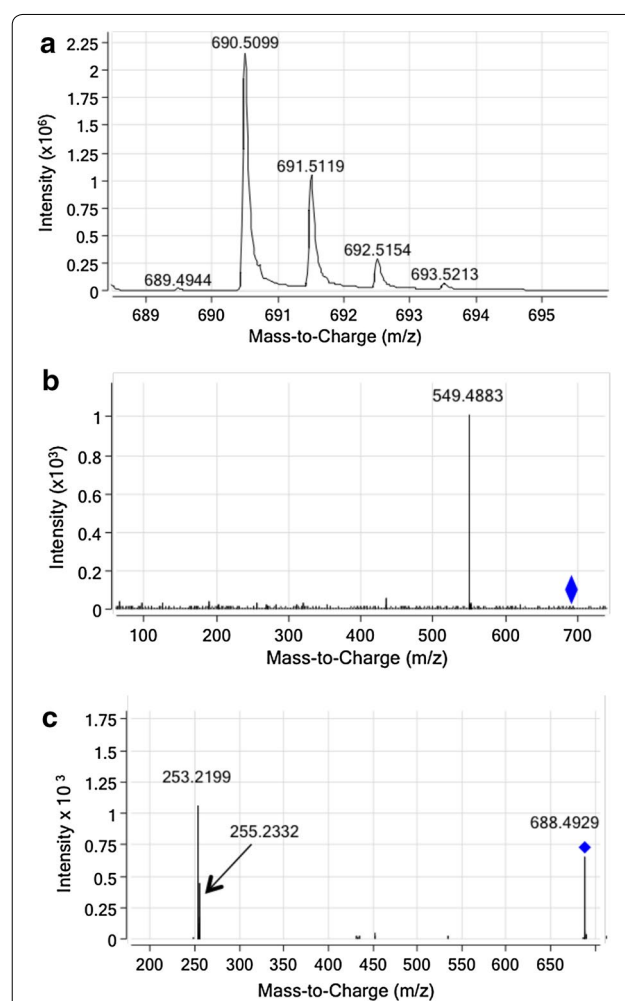 a
690.5099
2.25
2
1.75
691.5119
1.5
1.25
1
0.75
692.5154
0.5
693.5213
0.25
689.4944
0
689 690 691 692 693 694 695
Mass-to-Charge (m/z)
Intensity (x10⁶)
b
549.4883
1
0.8
0.6
0.4
0.2
0
100 200 300 400 500 600 700
Mass-to-Charge (m/z)
Intensity (x10³)
c
1.75
1.5
253.2199
1.25
1
255.2332
688.4929
0.75
0.5
0.25
0
200 250 300 350 400 450 500 550 600 650
Mass-to-Charge (m/z)
Intensity x 10 ³